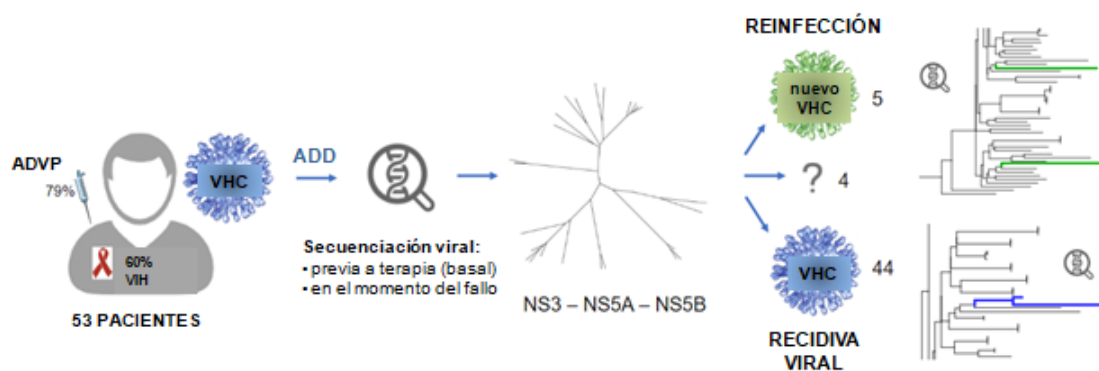 REINFECCIÓN
nuevo
VHC
5
ADVP
79%
VHC
ADD
? 4
60%
VIH
Secuenciación viral:
▪ previa a terapia (basal)
▪ en el momento del fallo
VHC
44
NS3 – NS5A – NS5B
53 PACIENTES
RECIDIVA
VIRAL